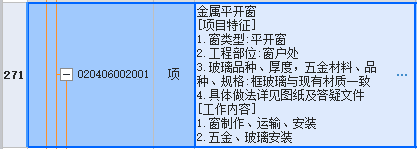 金属平开窗
[项目特征]
1.窗类型:平开窗
2.工程部位:窗户处
3.玻璃品种、厚度，五金材料、品
271 020406002001 项 种、规格:框玻璃与现有材质一致 ...
4.具体做法详见图纸及答疑文件
[工作内容]
1.窗制作、运输、安装
2.五金、玻璃安装